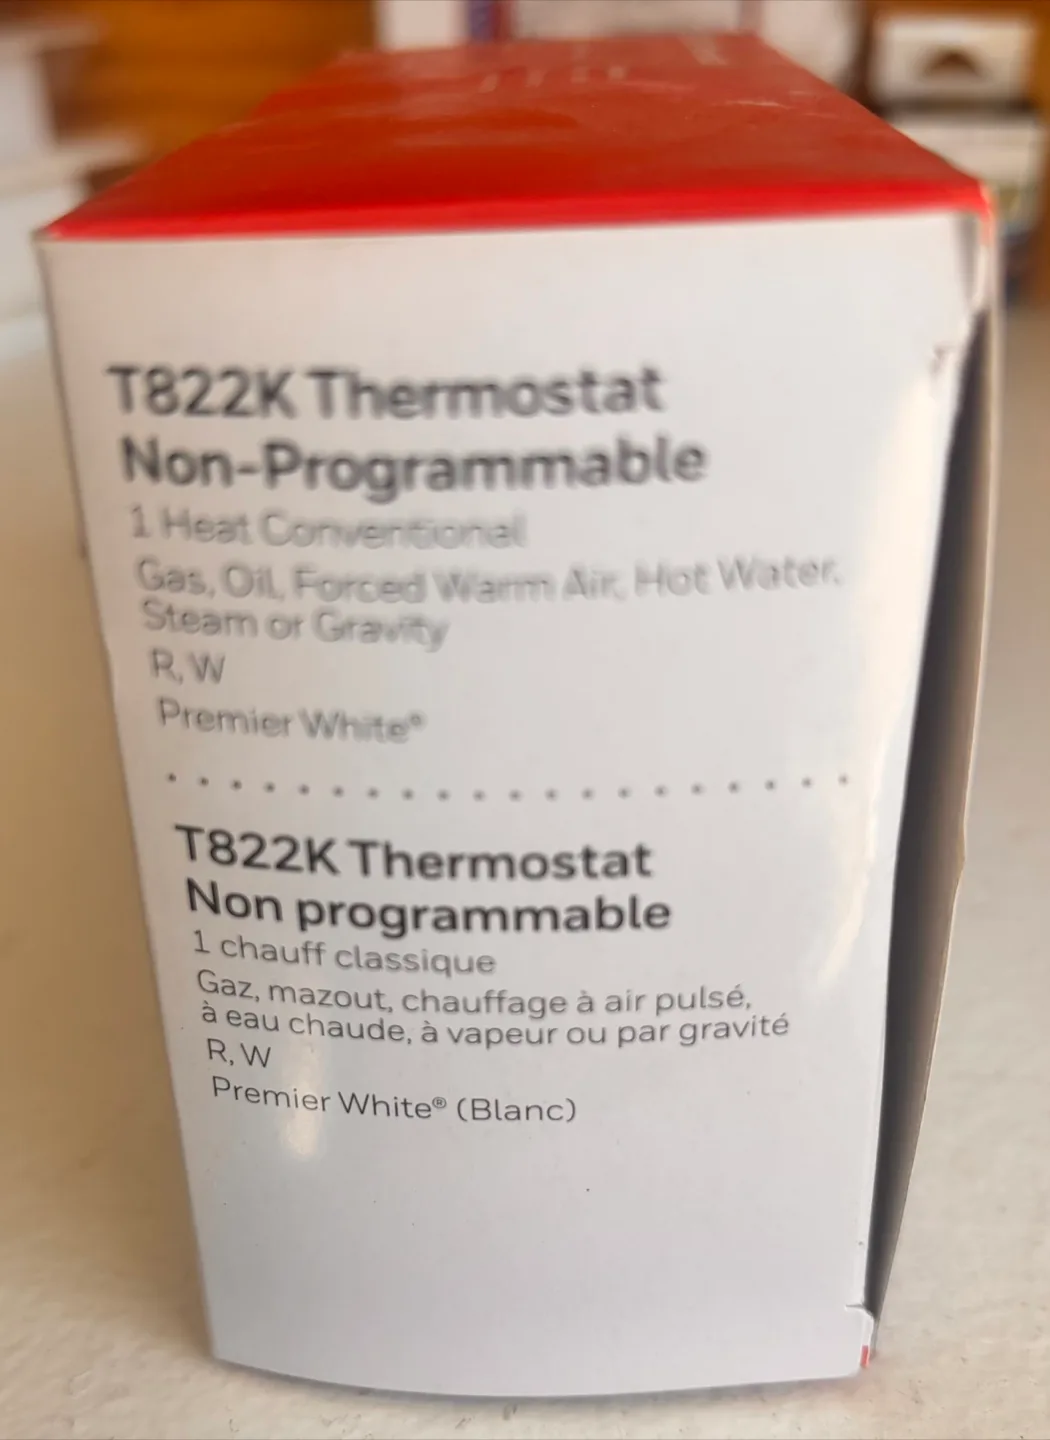 T822K Thermostat
Non-Programmable
1 Heat Conventional
Gas, Oil, Forced Warm Air, Hot Water,
Steam or Gravity
R, W
Premier White®
T822K Thermostat
Non programmable
1 chauff classique
Gaz, mazout, chauffage à air pulsé,
à eau chaude, à vapeur ou par gravité
R, W
Premier White® (Blanc)